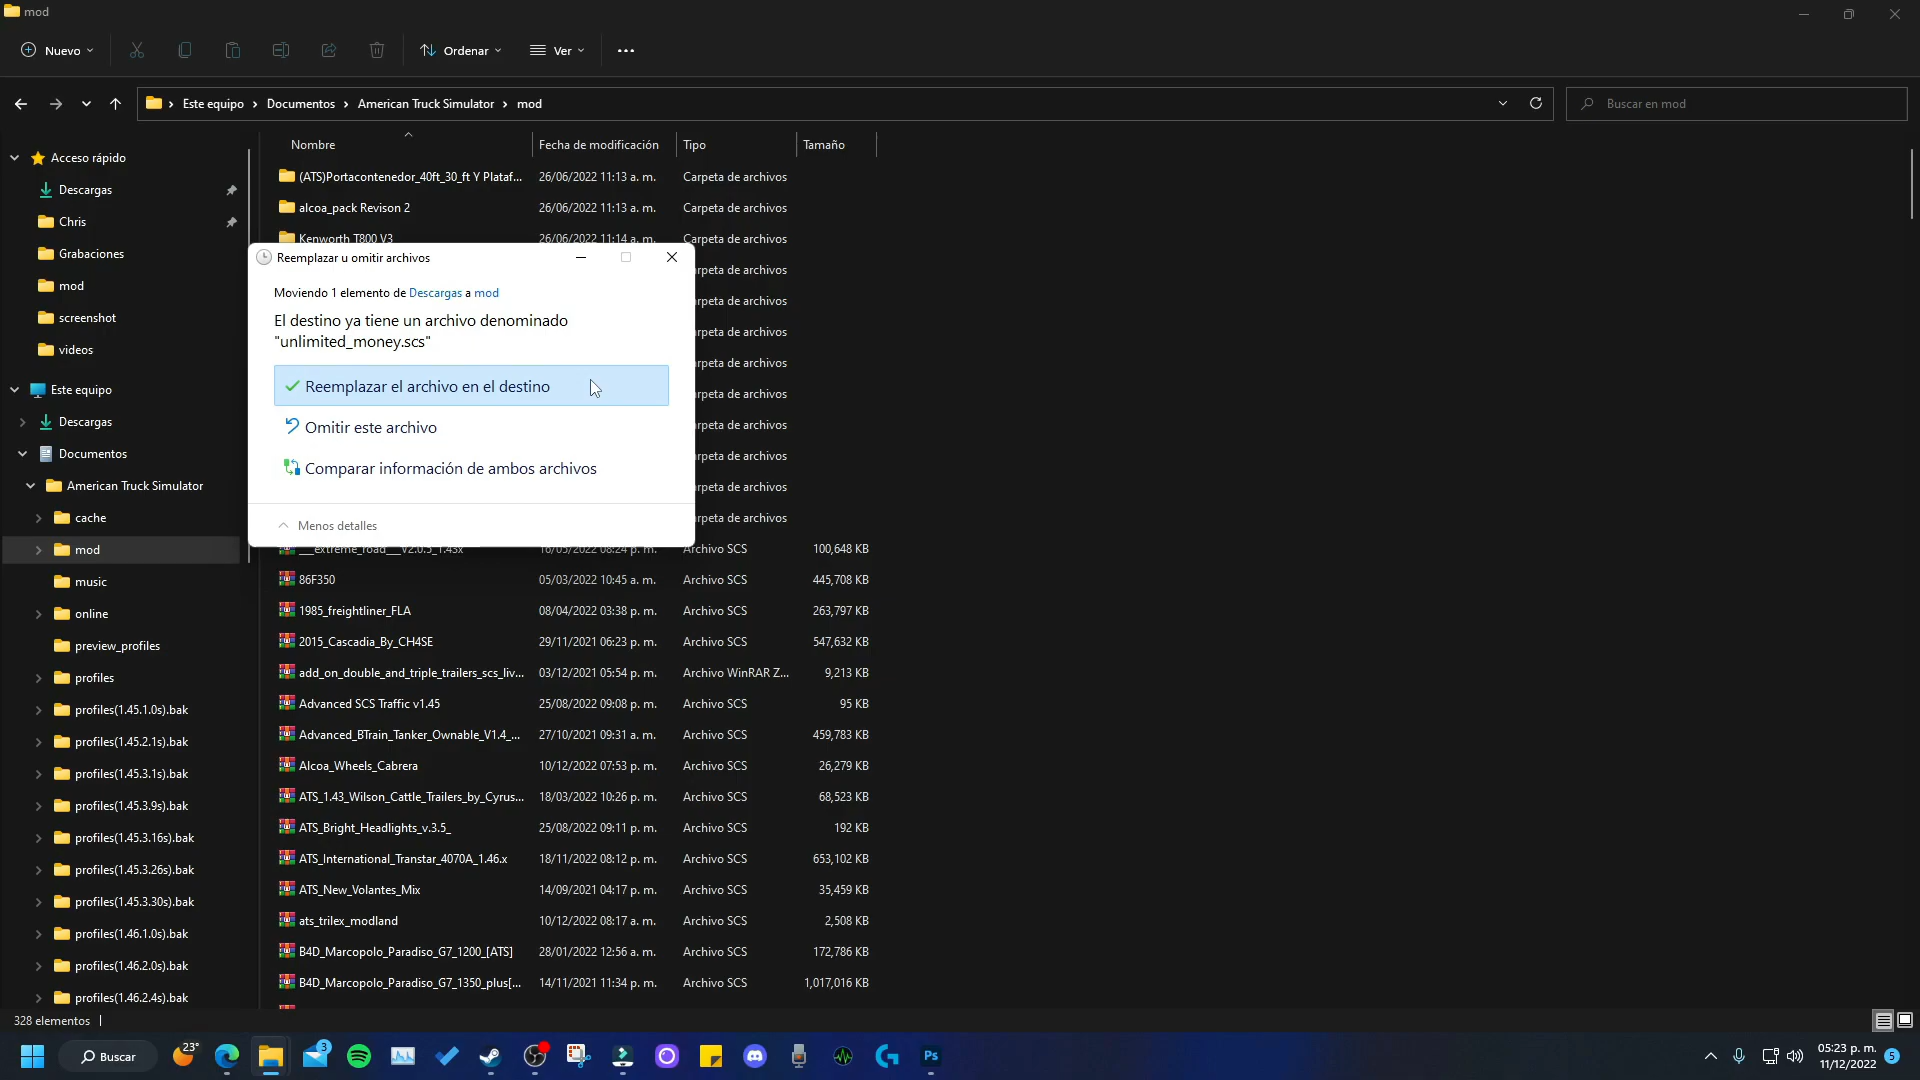 mod
Nuevo
Ordenar
Ver
Este equipo
Documentos
American Truck Simulator
mod
Buscar en mod
Nombre
Fecha de modificación
Tipo
Tamaño
Acceso rápido
Descargas
Chris
Grabaciones
mod
screenshot
videos
Este equipo
Descargas
Documentos
American Truck Simulator
cache
mod
music
online
preview_profiles
profiles
profiles(1.45.1.0s).bak
profiles(1.45.2.1s).bak
profiles(1.45.3.1s).bak
profiles(1.45.3.9s).bak
profiles(1.45.3.16s).bak
profiles(1.45.3.26s).bak
profiles(1.45.3.30s).bak
profiles(1.46.1.0s).bak
profiles(1.46.2.0s).bak
profiles(1.46.2.4s).bak
(ATS)Portacontenedor_40ft_30_ft Y Plataf... 26/06/2022 11:13 a. m. Carpeta de archivos
alcoa_pack Revison 2 26/06/2022 11:13 a. m. Carpeta de archivos
Kenworth T800 V3 26/06/2022 11:14 a. m. Carpeta de archivos
rpeta de archivos
rpeta de archivos
rpeta de archivos
rpeta de archivos
rpeta de archivos
rpeta de archivos
rpeta de archivos
rpeta de archivos
rpeta de archivos
Reemplazar u omitir archivos
Moviendo 1 elemento de Descargas a mod
El destino ya tiene un archivo denominado
"unlimited_money.scs"
Reemplazar el archivo en el destino
Omitir este archivo
Comparar información de ambos archivos
Menos detalles
__extreme_road__v2.0.5_1.43x 16/05/2022 08:24 p. m. Archivo SCS 100,648 KB
86F350 05/03/2022 10:45 a. m. Archivo SCS 445,708 KB
1985_freightliner_FLA 08/04/2022 03:38 p. m. Archivo SCS 263,797 KB
2015_Cascadia_By_CH4SE 29/11/2021 06:23 p. m. Archivo SCS 547,632 KB
add_on_double_and_triple_trailers_scs_liv... 03/12/2021 05:54 p. m. Archivo WinRAR Z... 9,213 KB
Advanced SCS Traffic v1.45 25/08/2022 09:08 p. m. Archivo SCS 95 KB
Advanced_BTrain_Tanker_Ownable_V1.4_... 27/10/2021 09:31 a. m. Archivo SCS 459,783 KB
Alcoa_Wheels_Cabrera 10/12/2022 07:53 p. m. Archivo SCS 26,279 KB
ATS_1.43_Wilson_Cattle_Trailers_by_Cyrus... 18/03/2022 10:26 p. m. Archivo SCS 68,523 KB
ATS_Bright_Headlights_v.3.5_ 25/08/2022 09:11 p. m. Archivo SCS 192 KB
ATS_International_Transtar_4070A_1.46.x 18/11/2022 08:12 p. m. Archivo SCS 653,102 KB
ATS_New_Volantes_Mix 14/09/2021 04:17 p. m. Archivo SCS 35,459 KB
ats_trilex_modland 10/12/2022 08:17 a. m. Archivo SCS 2,508 KB
B4D_Marcopolo_Paradiso_G7_1200_[ATS] 28/01/2022 12:56 a. m. Archivo SCS 172,786 KB
B4D_Marcopolo_Paradiso_G7_1350_plus[... 14/11/2021 11:34 p. m. Archivo SCS 1,017,016 KB
328 elementos
Buscar
23°
3
Ps
05:23 p. m.
11/12/2022
5